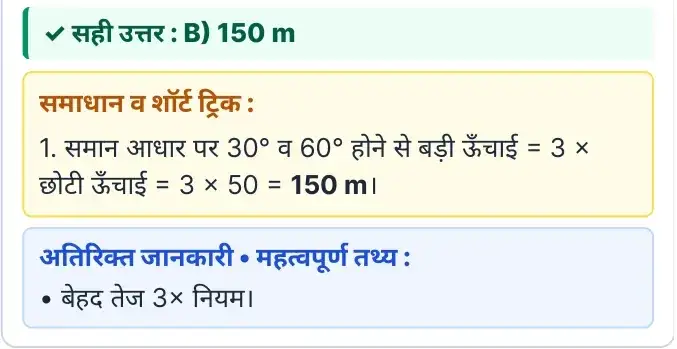 ✓ सही उत्तर : B) 150 m
समाधान व शॉर्ट ट्रिक :
1. समान आधार पर 30° व 60° होने से बड़ी ऊँचाई = 3 ×
छोटी ऊँचाई = 3 × 50 = 150 m।
अतिरिक्त जानकारी • महत्वपूर्ण तथ्य :
• बेहद तेज 3× नियम।